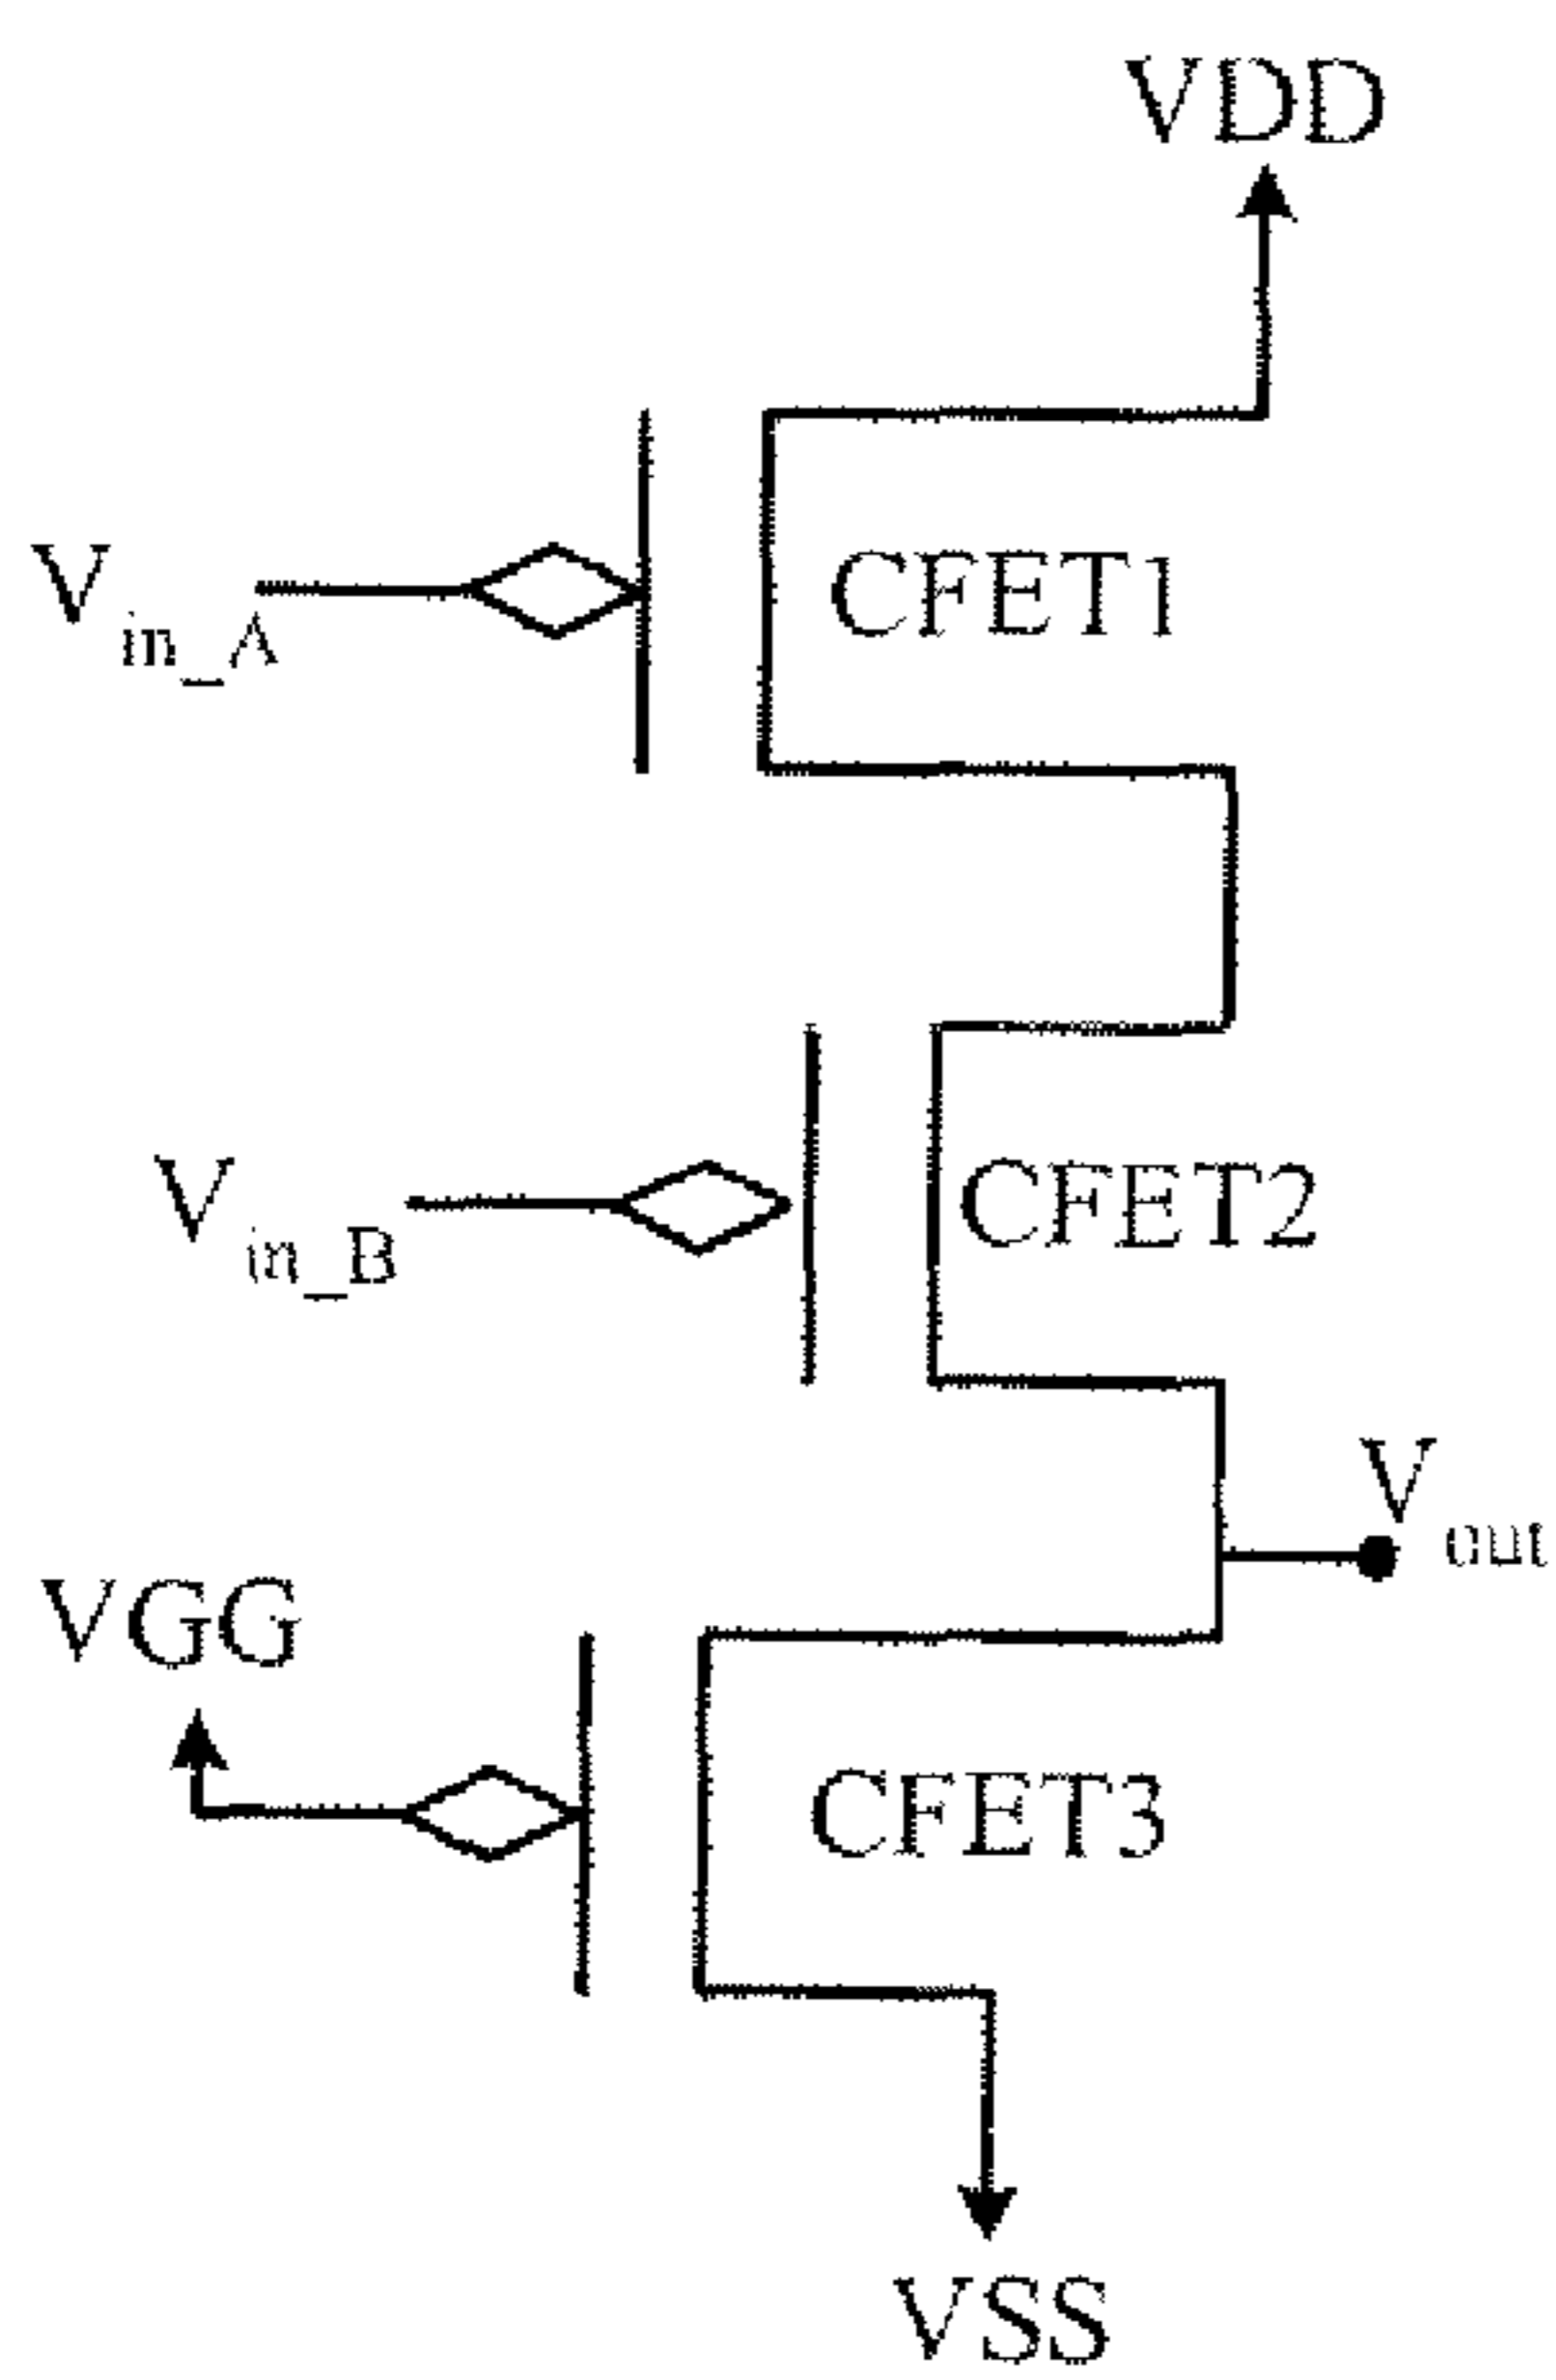 VDD
V in_A
CFET1
V in_B
CFET2
V out
VGG
CFET3
VSS